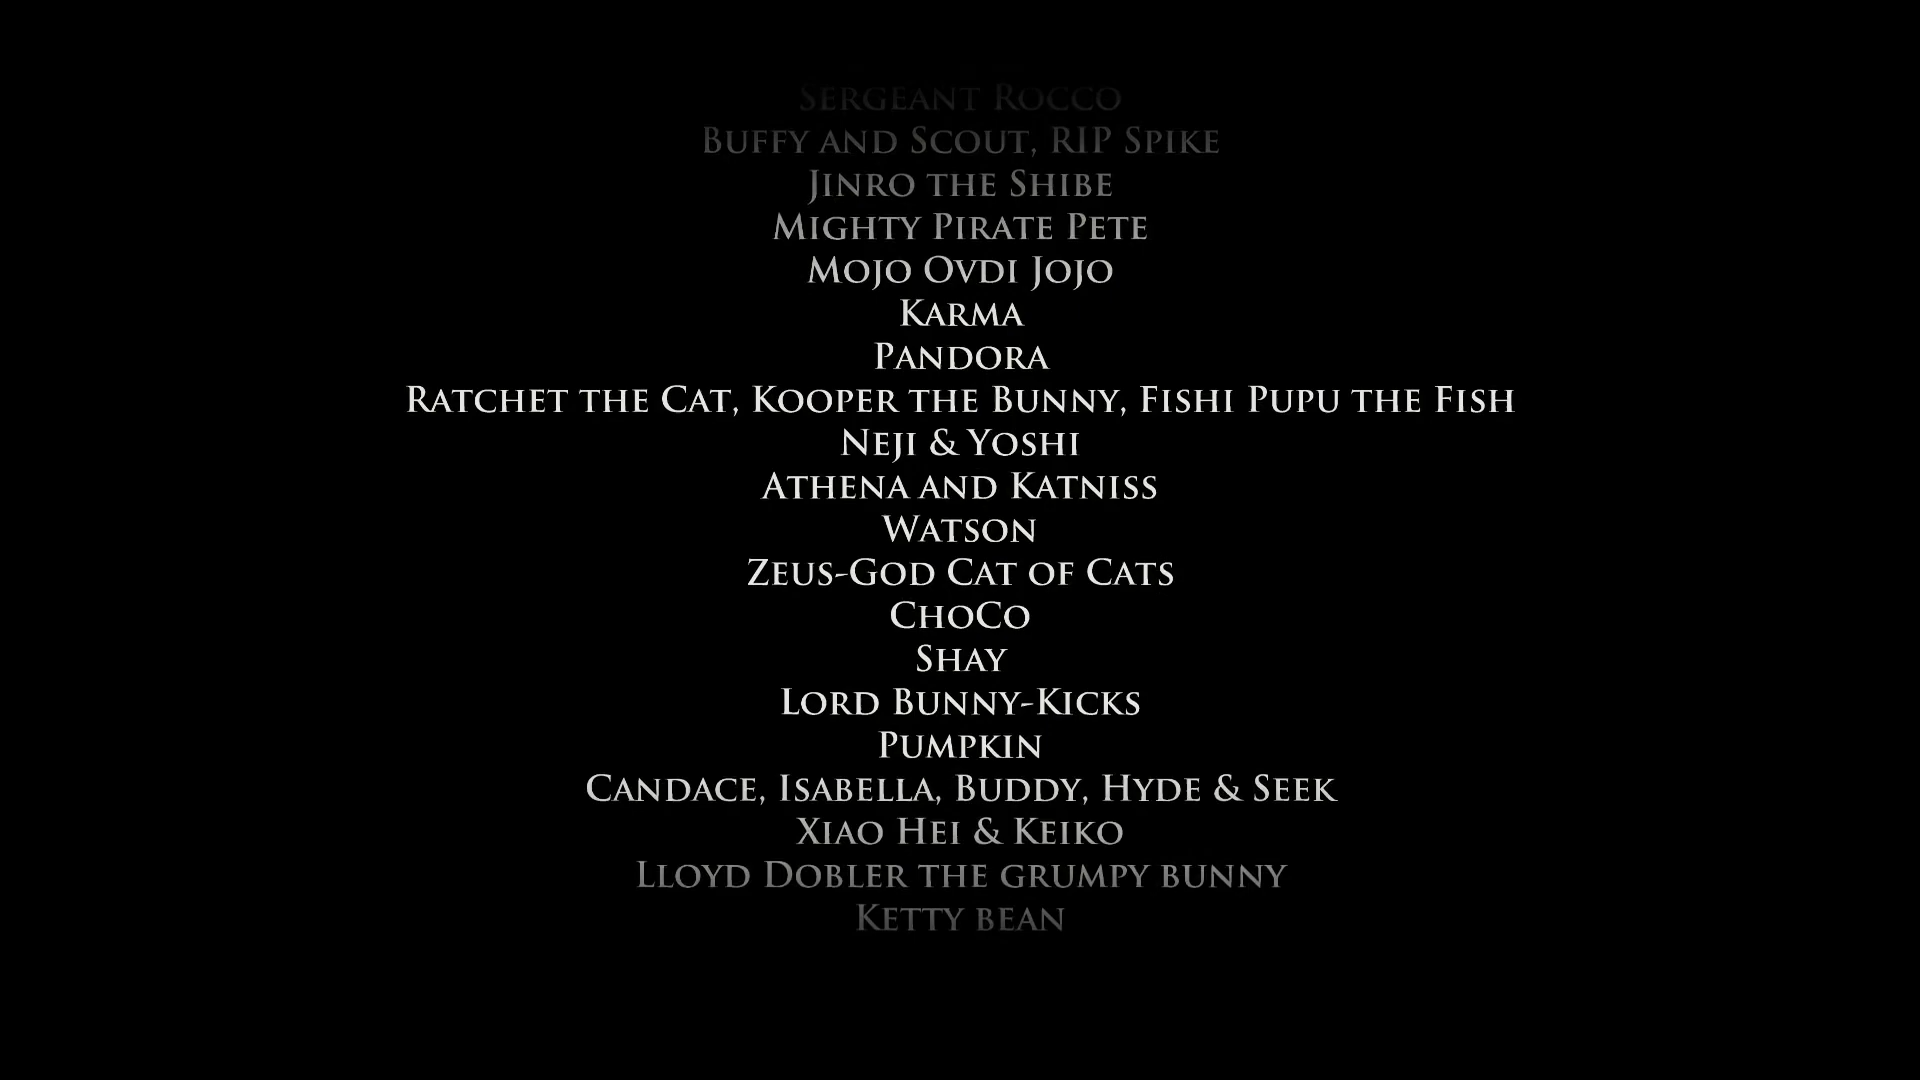 Sergeant Rocco
Buffy and Scout, RIP Spike
Jinro the Shibe
Mighty Pirate Pete
Mojo Ovdi Jojo
Karma
Pandora
Ratchet the Cat, Kooper the Bunny, Fishi Pupu the Fish
Neji & Yoshi
Athena and Katniss
Watson
Zeus-God Cat of Cats
ChoCo
Shay
Lord Bunny-Kicks
Pumpkin
Candace, Isabella, Buddy, Hyde & Seek
Xiao Hei & Keiko
Lloyd Dobler the grumpy bunny
Ketty bean